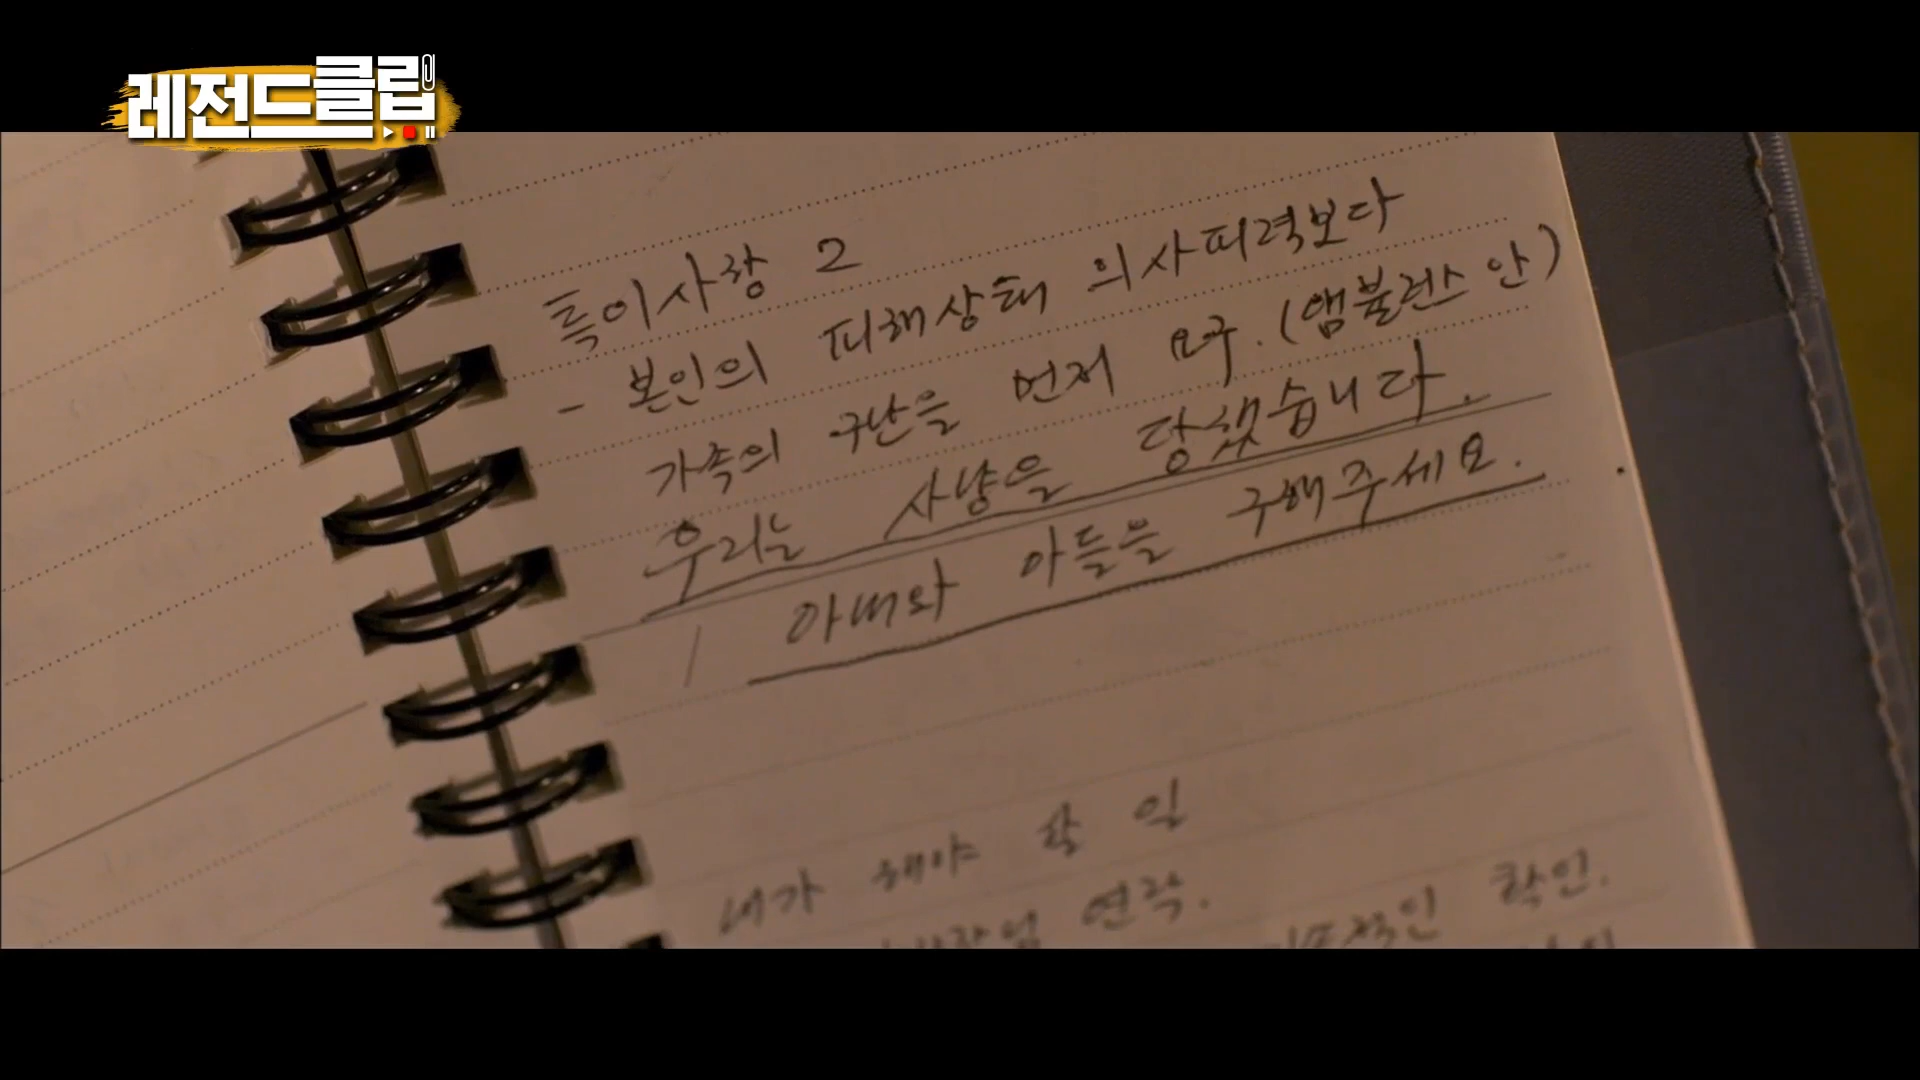 레전드클립
특이사항 2
- 본인의 피해상태 의사피력보다
가족의 구난을 먼저 요구. (앰뷸런스 안)
우리는 사냥을 당했습니다.
아내와 아들을 구해주세요.
내가 해야 할 일
연락. 확인.